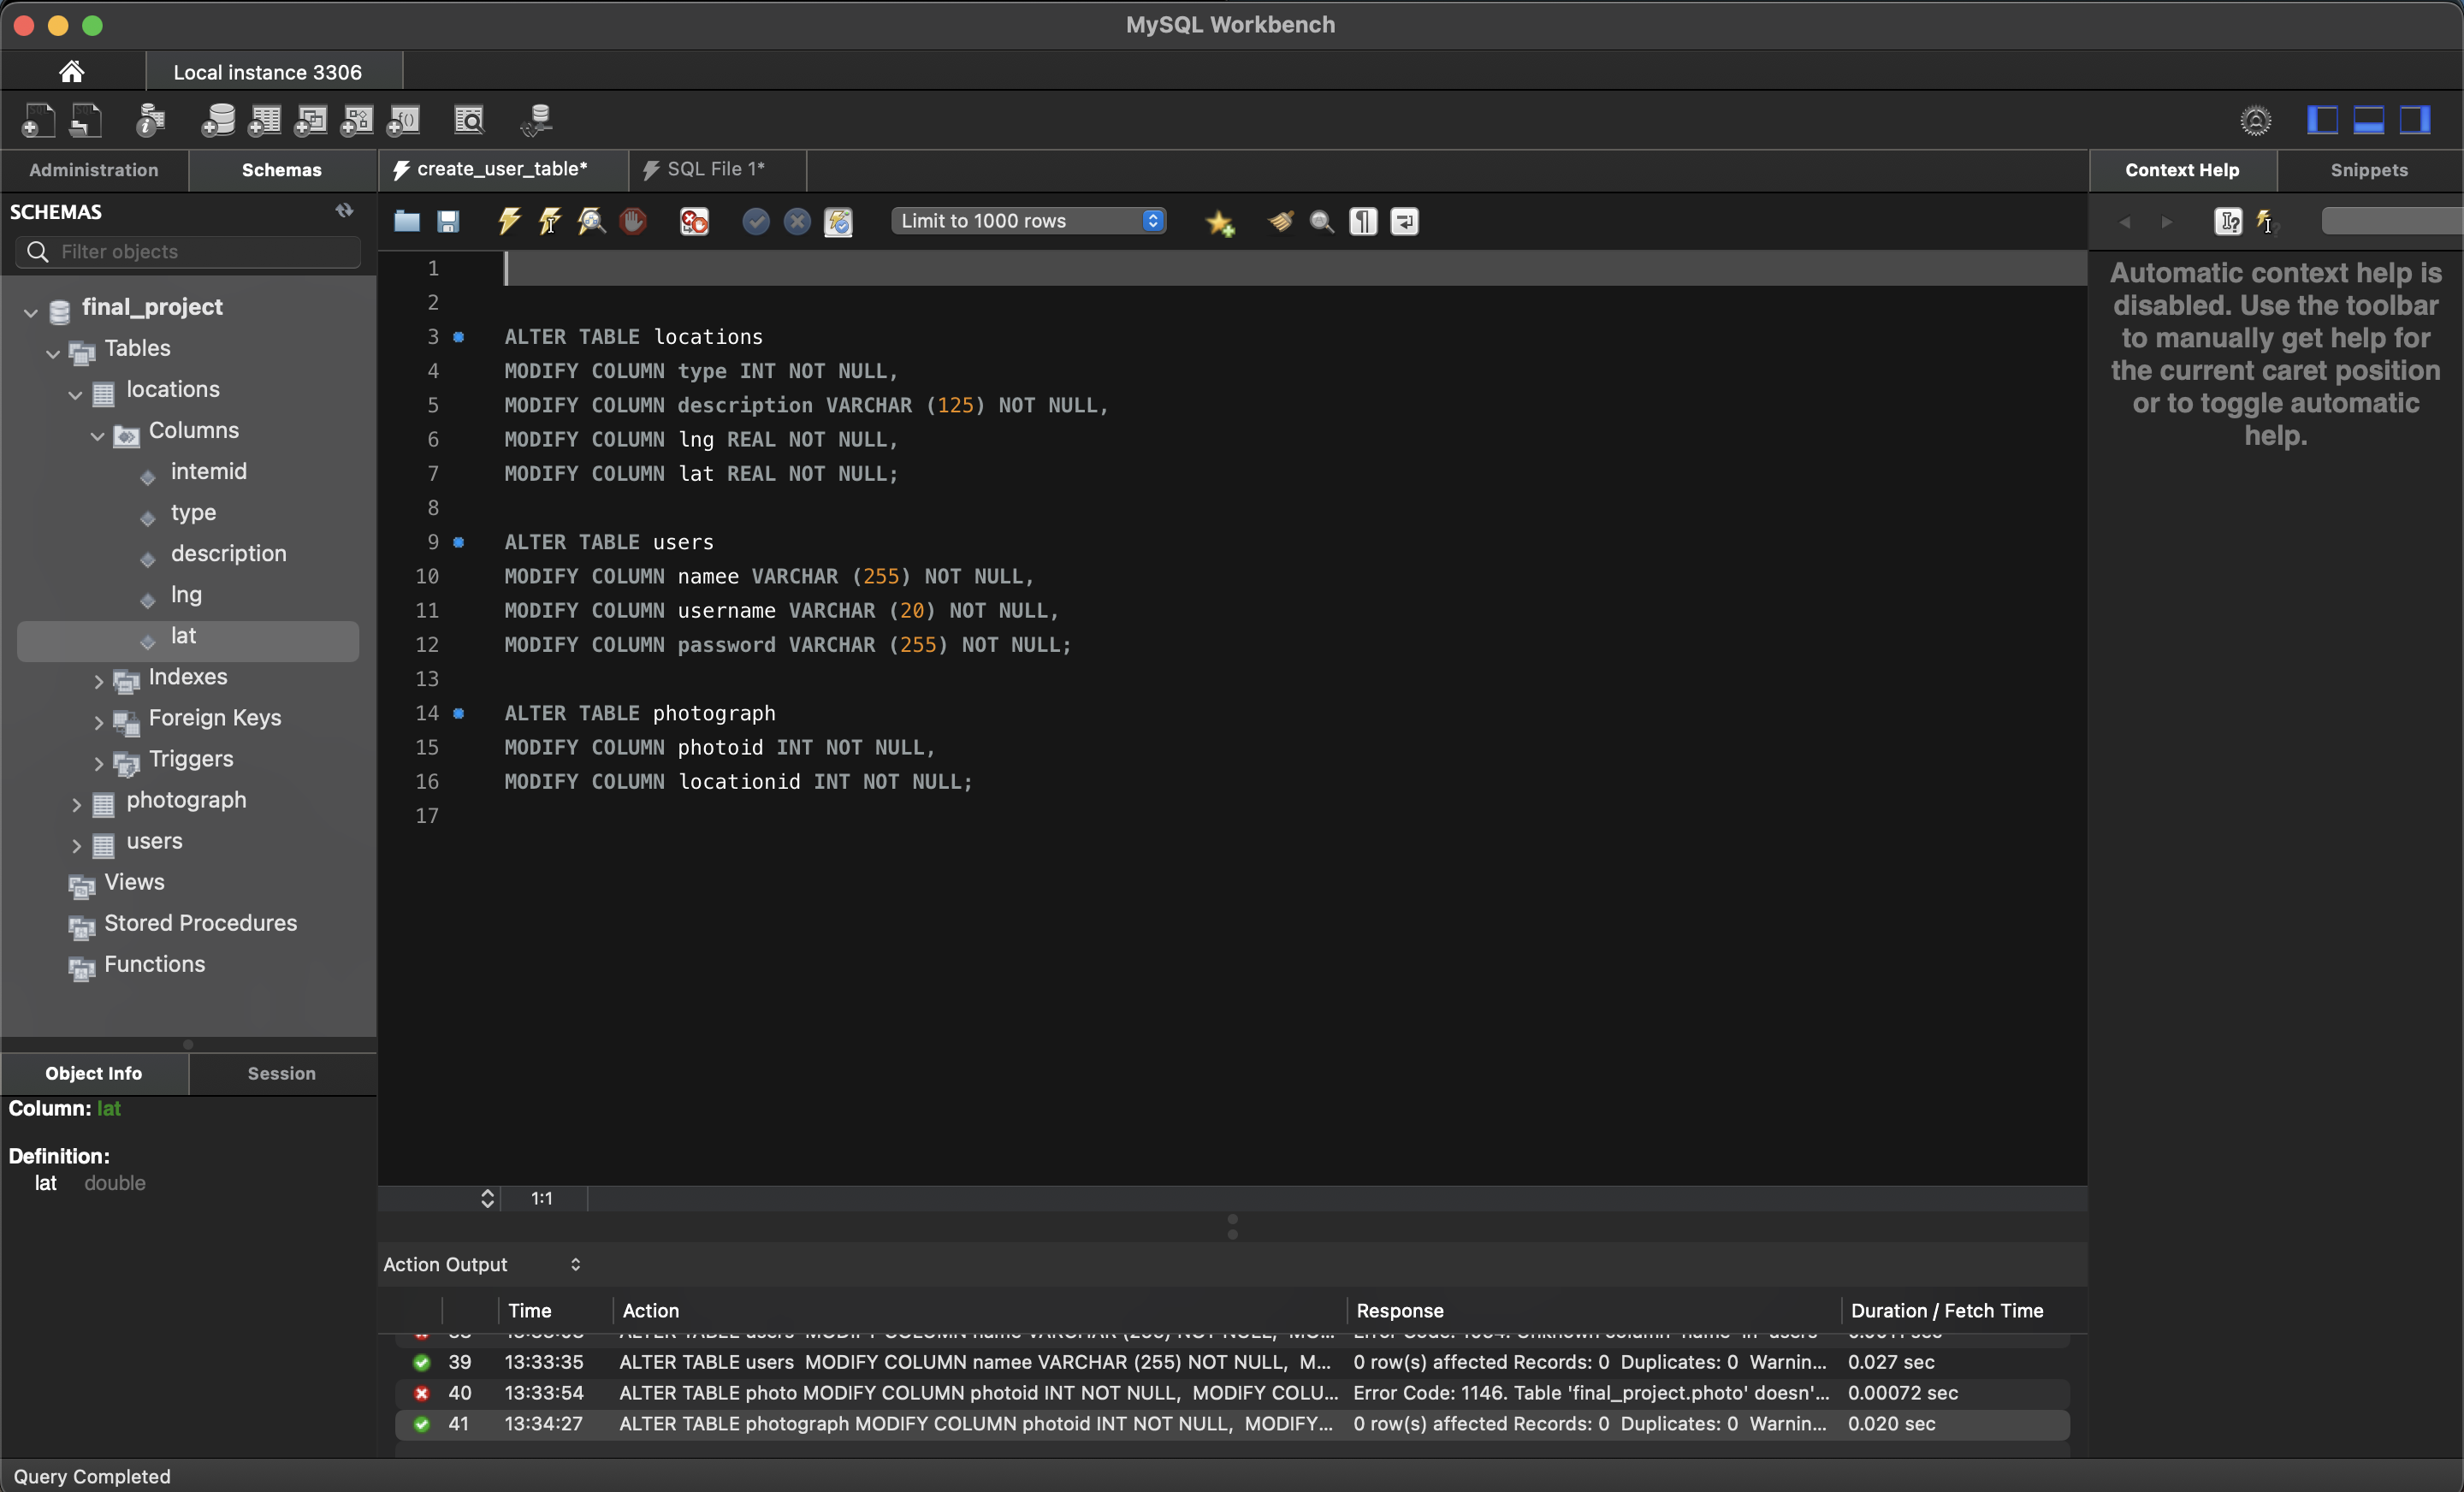 MySQL Workbench
Local instance 3306
Administration
Schemas
create_user_table*
SQL File 1*
Context Help
Snippets
SCHEMAS
Filter objects
Limit to 1000 rows
final_project
Tables
locations
Columns
intemid
type
description
lng
lat
Indexes
Foreign Keys
Triggers
photograph
users
Views
Stored Procedures
Functions
1
2
3 ALTER TABLE locations
4 MODIFY COLUMN type INT NOT NULL,
5 MODIFY COLUMN description VARCHAR (125) NOT NULL,
6 MODIFY COLUMN lng REAL NOT NULL,
7 MODIFY COLUMN lat REAL NOT NULL;
8
9 ALTER TABLE users
10 MODIFY COLUMN namee VARCHAR (255) NOT NULL,
11 MODIFY COLUMN username VARCHAR (20) NOT NULL,
12 MODIFY COLUMN password VARCHAR (255) NOT NULL;
13
14 ALTER TABLE photograph
15 MODIFY COLUMN photoid INT NOT NULL,
16 MODIFY COLUMN locationid INT NOT NULL;
17
Automatic context help is
disabled. Use the toolbar
to manually get help for
the current caret position
or to toggle automatic
help.
Object Info
Session
Column: lat
Definition:
lat double
1:1
Action Output
Time Action Response Duration / Fetch Time
39 13:33:35 ALTER TABLE users MODIFY COLUMN namee VARCHAR (255) NOT NULL, M... 0 row(s) affected Records: 0 Duplicates: 0 Warnin... 0.027 sec
40 13:33:54 ALTER TABLE photo MODIFY COLUMN photoid INT NOT NULL, MODIFY COLU... Error Code: 1146. Table 'final_project.photo' doesn'... 0.00072 sec
41 13:34:27 ALTER TABLE photograph MODIFY COLUMN photoid INT NOT NULL, MODIFY... 0 row(s) affected Records: 0 Duplicates: 0 Warnin... 0.020 sec
Query Completed